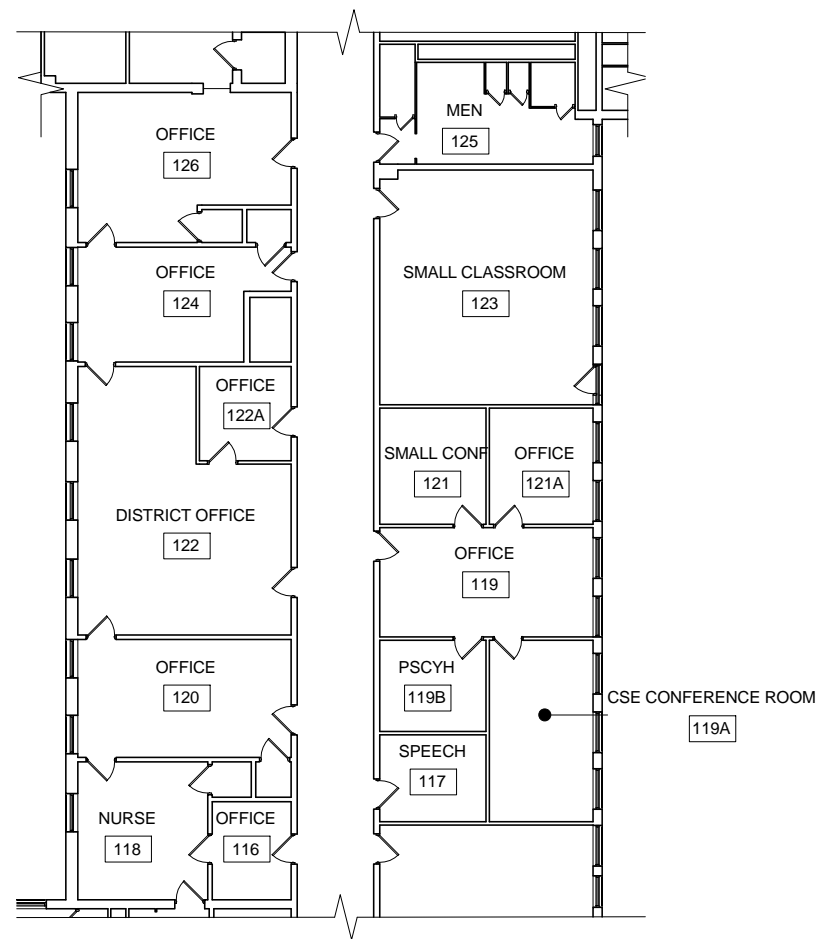 MEN
125
OFFICE
126
OFFICE
124
SMALL CLASSROOM
123
OFFICE
122A
SMALL CONF
121
OFFICE
121A
DISTRICT OFFICE
122
OFFICE
119
OFFICE
120
PSCYH
119B
CSE CONFERENCE ROOM
119A
SPEECH
117
NURSE
118
OFFICE
116